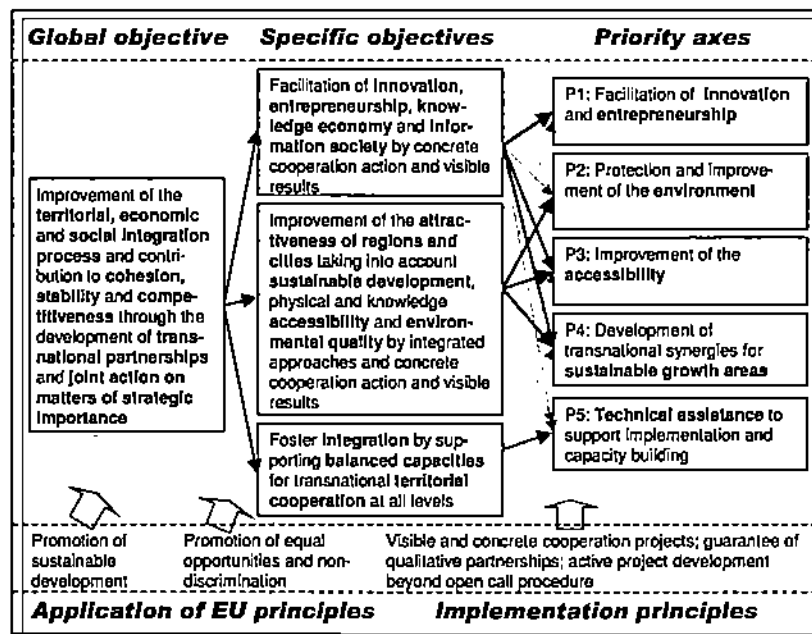 Global objective
Specific objectives
Priority axes
Improvement of the
territorial, economic
and social integration
process and contri-
bution to cohesion,
stability and compe-
titiveness through the
development of trans-
national partnerships
and joint action on
matters of strategic
importance
Facilitation of Innovation,
entrepreneurship, know-
ledge economy and Infor-
mation society by concrete
cooperation action and visible
results
Improvement of the attrac-
tiveness of regions and
cities taking into account
sustainable development,
physical and knowledge
accessibility and environ-
mental quality by integrated
approaches and concrete
cooperation action and visible
results
Foster Integration by sup-
porting balanced capacities
for transnational territorial
cooperation at all levels
P1: Facilitation of Innovation
and entrepreneurship
P2: Protection and Improve-
ment of the environment
P3: Improvement of the
accessibility
P4: Development of
transnational synergies for
sustainable growth areas
P5: Technical assistance to
support implementation and
capacity building
Promotion of
sustainable
development
Promotion of equal
opportunities and non-
discrimination
Visible and concrete cooperation projects; guarantee of
qualitative partnerships; active project development
beyond open call procedure
Application of EU principles
Implementation principles